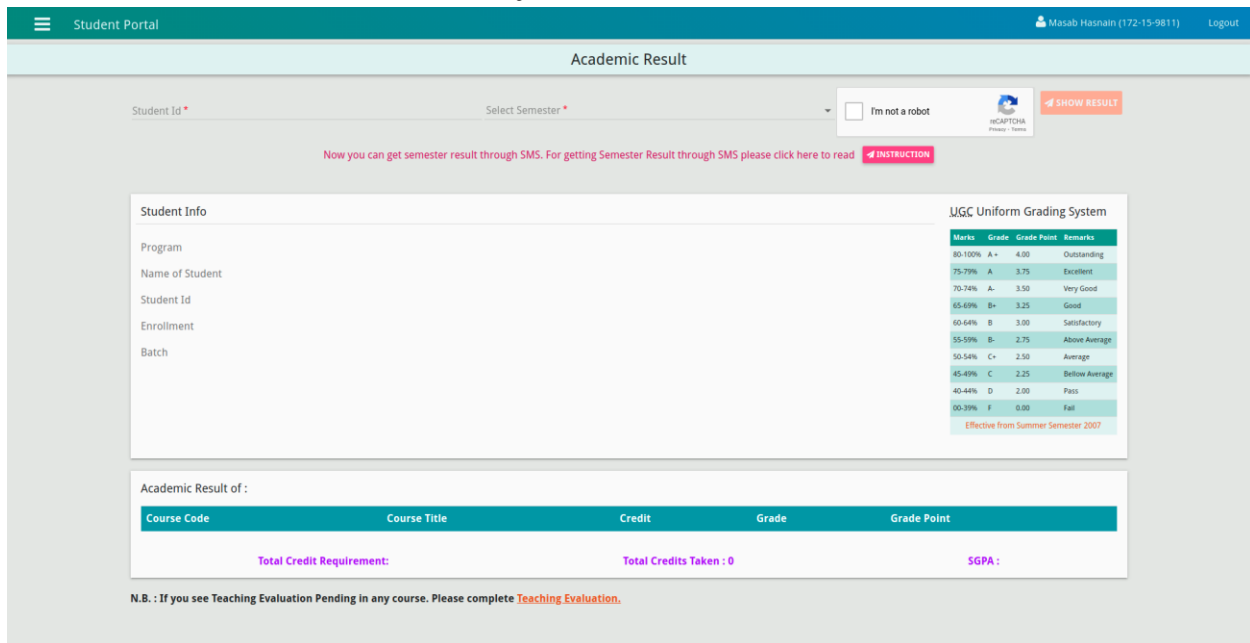 Student Portal
Masab Hasnain (172-15-9811) Logout
Academic Result
Student Id *
Select Semester *
I'm not a robot
reCAPTCHA
Privacy - Terms
SHOW RESULT
Now you can get semester result through SMS. For getting Semester Result through SMS please click here to read INSTRUCTION
Student Info
Program
Name of Student
Student Id
Enrollment
Batch
UGC Uniform Grading System
Marks Grade Grade Point Remarks
80-100% A+ 4.00 Outstanding
75-79% A 3.75 Excellent
70-74% A- 3.50 Very Good
65-69% B+ 3.25 Good
60-64% B 3.00 Satisfactory
55-59% B- 2.75 Above Average
50-54% C+ 2.50 Average
45-49% C 2.25 Bellow Average
40-44% D 2.00 Pass
00-39% F 0.00 Fail
Effective from Summer Semester 2007
Academic Result of :
Course Code Course Title Credit Grade Grade Point
Total Credit Requirement: Total Credits Taken : 0 SGPA :
N.B. : If you see Teaching Evaluation Pending in any course. Please complete Teaching Evaluation.